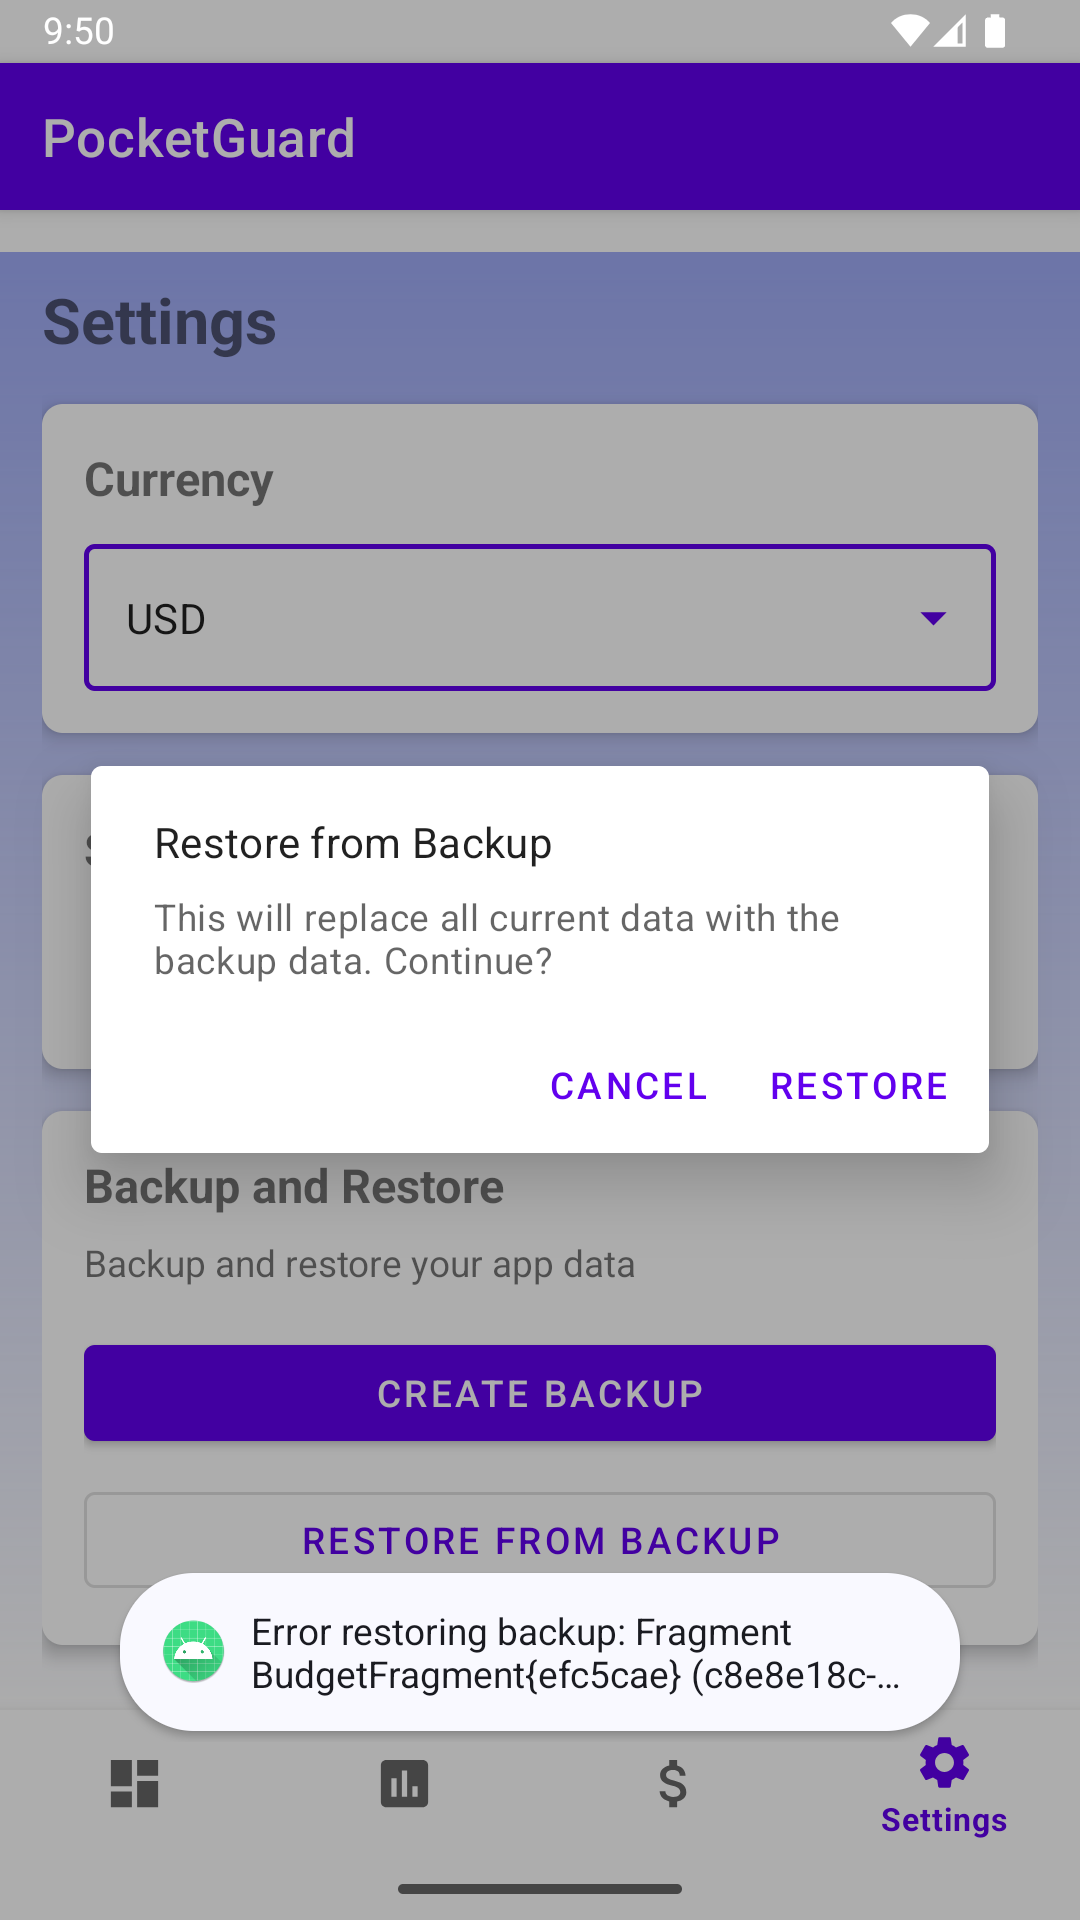 9:50
PocketGuard
Settings
Currency
USD
Restore from Backup
This will replace all current data with the
backup data. Continue?
CANCEL RESTORE
Backup and Restore
Backup and restore your app data
CREATE BACKUP
RESTORE FROM BACKUP
Error restoring backup: Fragment
BudgetFragment{efc5cae} (c8e8e18c-…
Settings